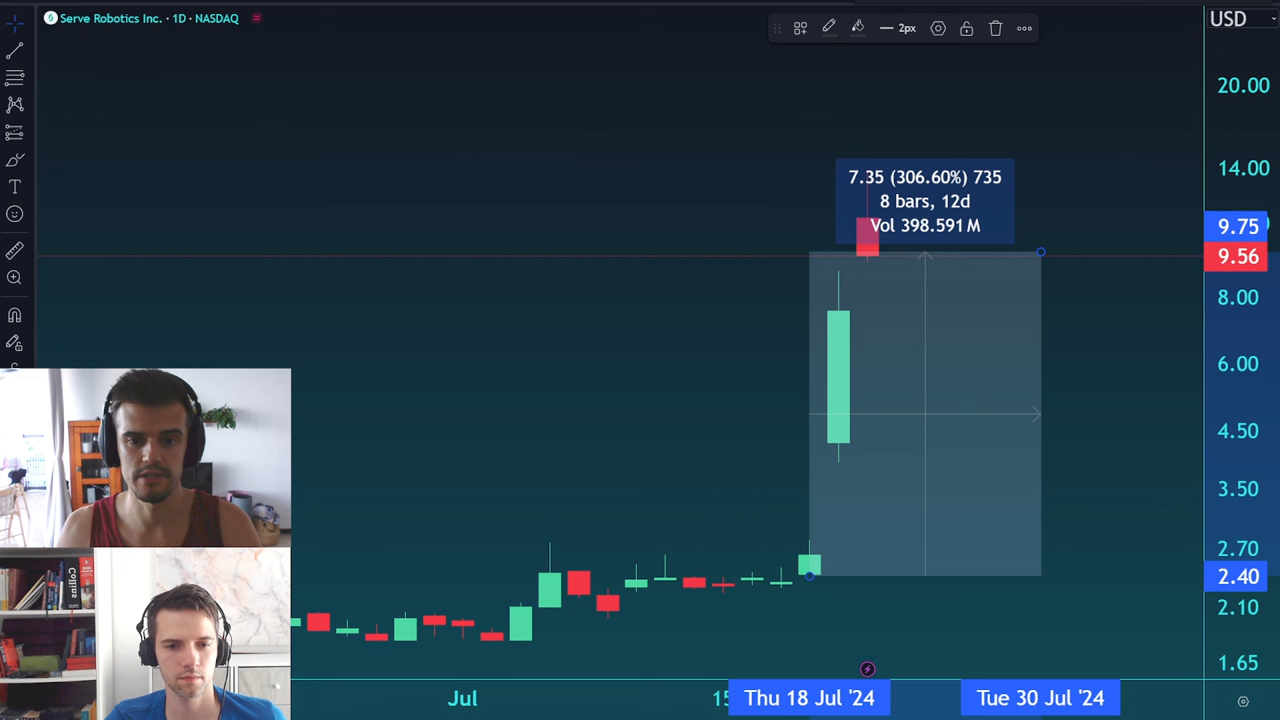 Serve Robotics Inc. · 1D · NASDAQ
2px
USD
20.00
14.00
7.35 (306.60%) 735
8 bars, 12d
Vol 398.591 M
9.75
9.56
8.00
6.00
4.50
3.50
2.70
2.40
2.10
1.65
Collins
Jul
Thu 18 Jul '24
Tue 30 Jul '24